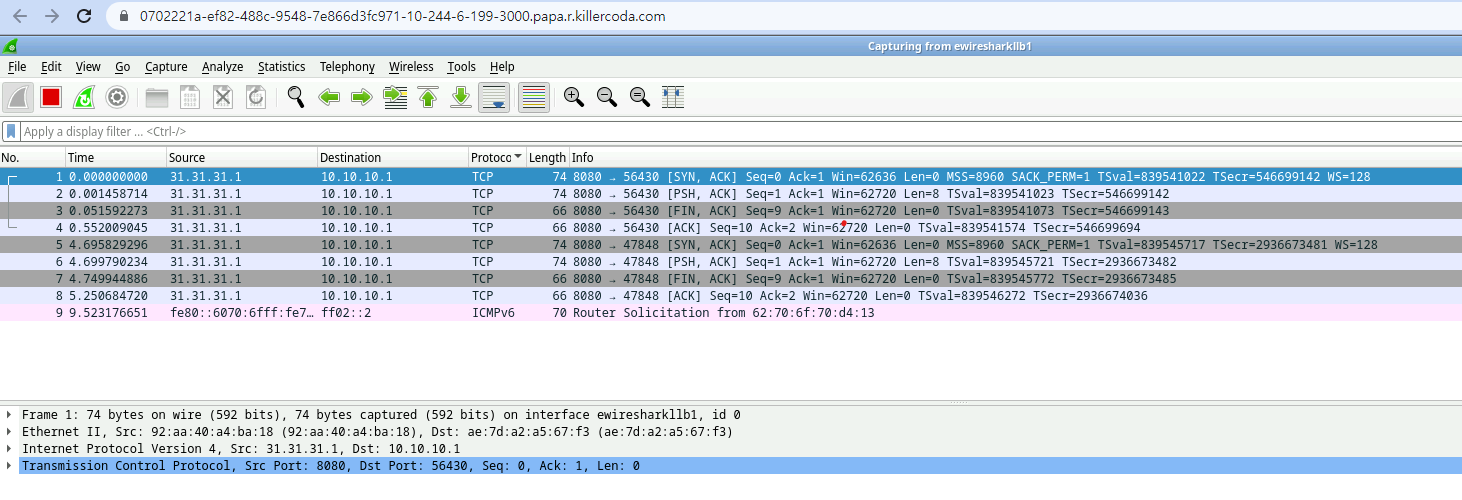 0702221a-ef82-488c-9548-7e866d3fc971-10-244-6-199-3000.papa.r.killercoda.com
Capturing from ewiresharkllb1
File Edit View Go Capture Analyze Statistics Telephony Wireless Tools Help
Apply a display filter ... <Ctrl-/>
No. Time Source Destination Protoco Length Info
1 0.000000000 31.31.31.1 10.10.10.1 TCP 74 8080 → 56430 [SYN, ACK] Seq=0 Ack=1 Win=62636 Len=0 MSS=8960 SACK_PERM=1 TSval=839541022 TSecr=546699142 WS=128
2 0.001458714 31.31.31.1 10.10.10.1 TCP 74 8080 → 56430 [PSH, ACK] Seq=1 Ack=1 Win=62720 Len=8 TSval=839541023 TSecr=546699142
3 0.051592273 31.31.31.1 10.10.10.1 TCP 66 8080 → 56430 [FIN, ACK] Seq=9 Ack=1 Win=62720 Len=0 TSval=839541073 TSecr=546699143
4 0.552009045 31.31.31.1 10.10.10.1 TCP 66 8080 → 56430 [ACK] Seq=10 Ack=2 Win=62720 Len=0 TSval=839541574 TSecr=546699694
5 4.695829296 31.31.31.1 10.10.10.1 TCP 74 8080 → 47848 [SYN, ACK] Seq=0 Ack=1 Win=62636 Len=0 MSS=8960 SACK_PERM=1 TSval=839545717 TSecr=2936673481 WS=128
6 4.699790234 31.31.31.1 10.10.10.1 TCP 74 8080 → 47848 [PSH, ACK] Seq=1 Ack=1 Win=62720 Len=8 TSval=839545721 TSecr=2936673482
7 4.749944886 31.31.31.1 10.10.10.1 TCP 66 8080 → 47848 [FIN, ACK] Seq=9 Ack=1 Win=62720 Len=0 TSval=839545772 TSecr=2936673485
8 5.250684720 31.31.31.1 10.10.10.1 TCP 66 8080 → 47848 [ACK] Seq=10 Ack=2 Win=62720 Len=0 TSval=839546272 TSecr=2936674036
9 9.523176651 fe80::6070:6fff:fe7… ff02::2 ICMPv6 70 Router Solicitation from 62:70:6f:70:d4:13
Frame 1: 74 bytes on wire (592 bits), 74 bytes captured (592 bits) on interface ewiresharkllb1, id 0
Ethernet II, Src: 92:aa:40:a4:ba:18 (92:aa:40:a4:ba:18), Dst: ae:7d:a2:a5:67:f3 (ae:7d:a2:a5:67:f3)
Internet Protocol Version 4, Src: 31.31.31.1, Dst: 10.10.10.1
Transmission Control Protocol, Src Port: 8080, Dst Port: 56430, Seq: 0, Ack: 1, Len: 0